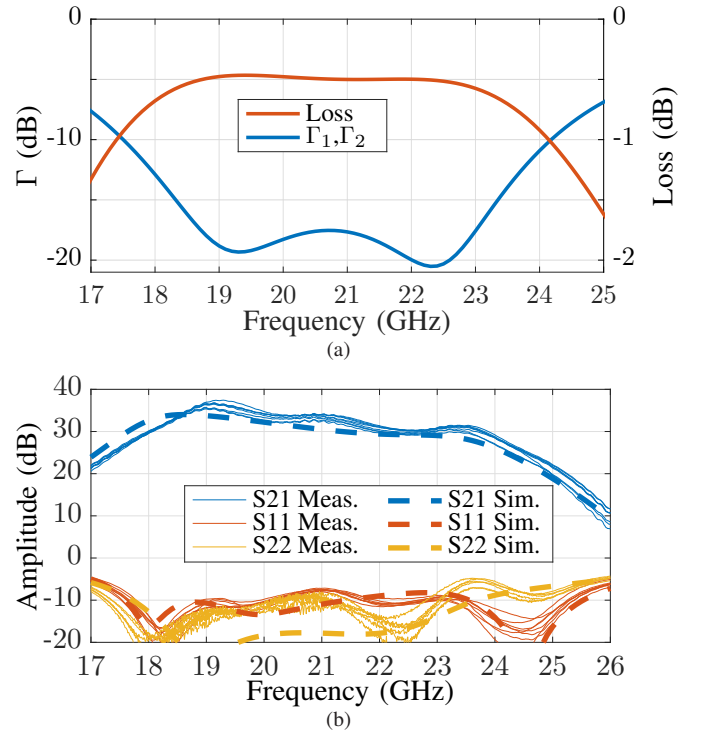 0
-10
-20
Γ (dB)
0
-1
-2
Loss (dB)
Loss
Γ1,Γ2
17 18 19 20 21 22 23 24 25
Frequency (GHz)
(a)
40
30
20
10
0
-10
-20
Amplitude (dB)
S21 Meas. S21 Sim.
S11 Meas. S11 Sim.
S22 Meas. S22 Sim.
17 18 19 20 21 22 23 24 25 26
Frequency (GHz)
(b)